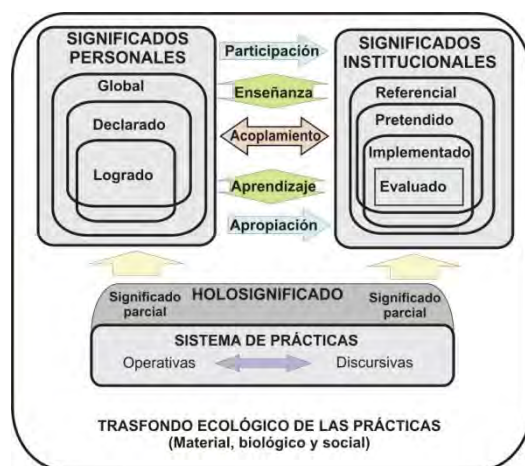 SIGNIFICADOS
PERSONALES
Global
Declarado
Logrado
Participación
Enseñanza
Acoplamiento
Aprendizaje
Apropiación
SIGNIFICADOS
INSTITUCIONALES
Referencial
Pretendido
Implementado
Evaluado
Significado
parcial
HOLOSIGNIFICADO
Significado
parcial
SISTEMA DE PRÁCTICAS
Operativas
Discursivas
TRASFONDO ECOLÓGICO DE LAS PRÁCTICAS
(Material, biológico y social)